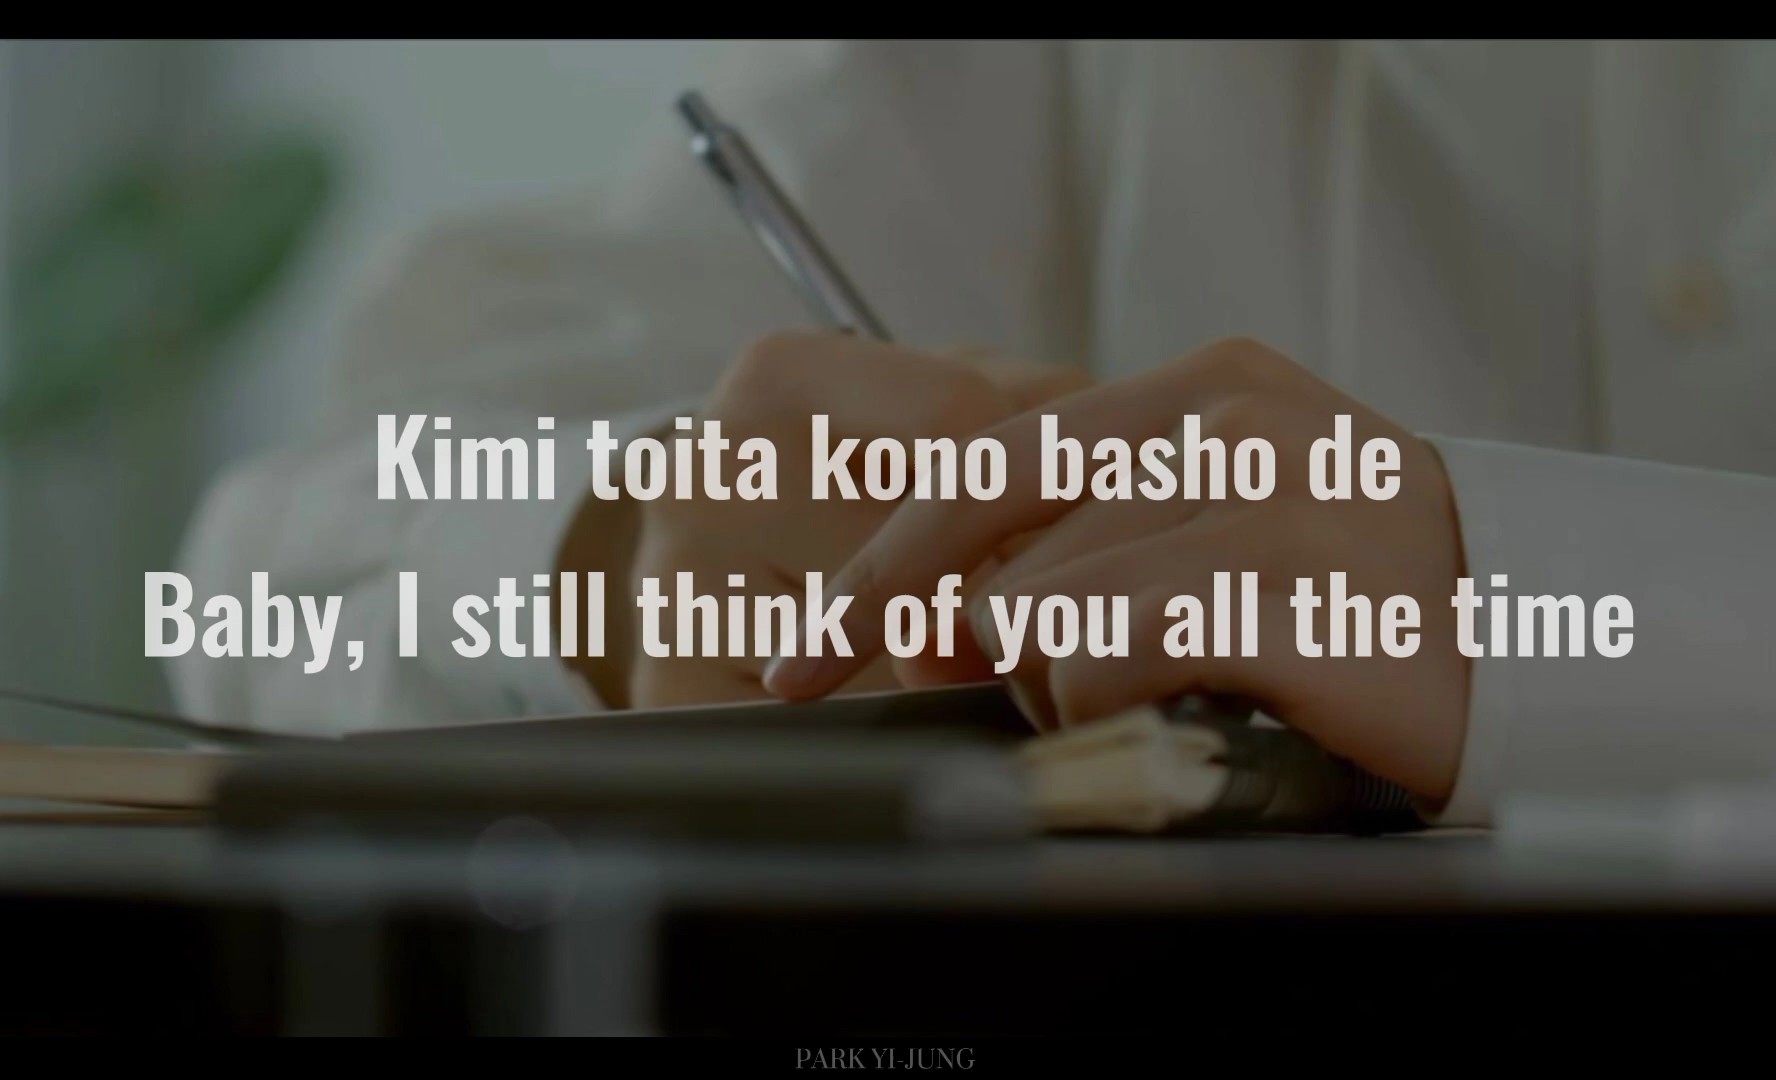 Kimi toita kono basho de
Baby, I still think of you all the time
PARK YI-JUNG